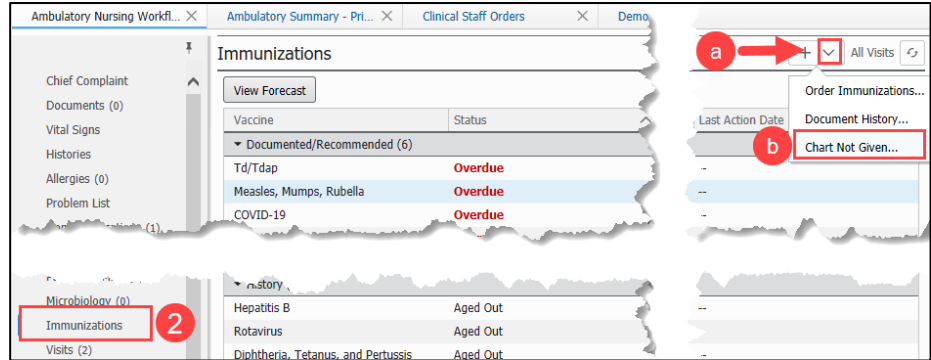 Ambulatory Nursing Workfl...
Ambulatory Summary - Pri...
Clinical Staff Orders
Demo
Immunizations
a
All Visits
Chief Complaint
Documents (0)
Vital Signs
Histories
Allergies (0)
Problem List
(1)
View Forecast
Order Immunizations...
Document History...
b
Chart Not Given...
Vaccine Status Last Action Date
Documented/Recommended (6)
Td/Tdap Overdue --
Measles, Mumps, Rubella Overdue --
COVID-19 Overdue --
Microbiology (0)
Immunizations
2
Visits (2)
Hepatitis B Aged Out --
Rotavirus Aged Out
Diphtheria, Tetanus, and Pertussis Aged Out --